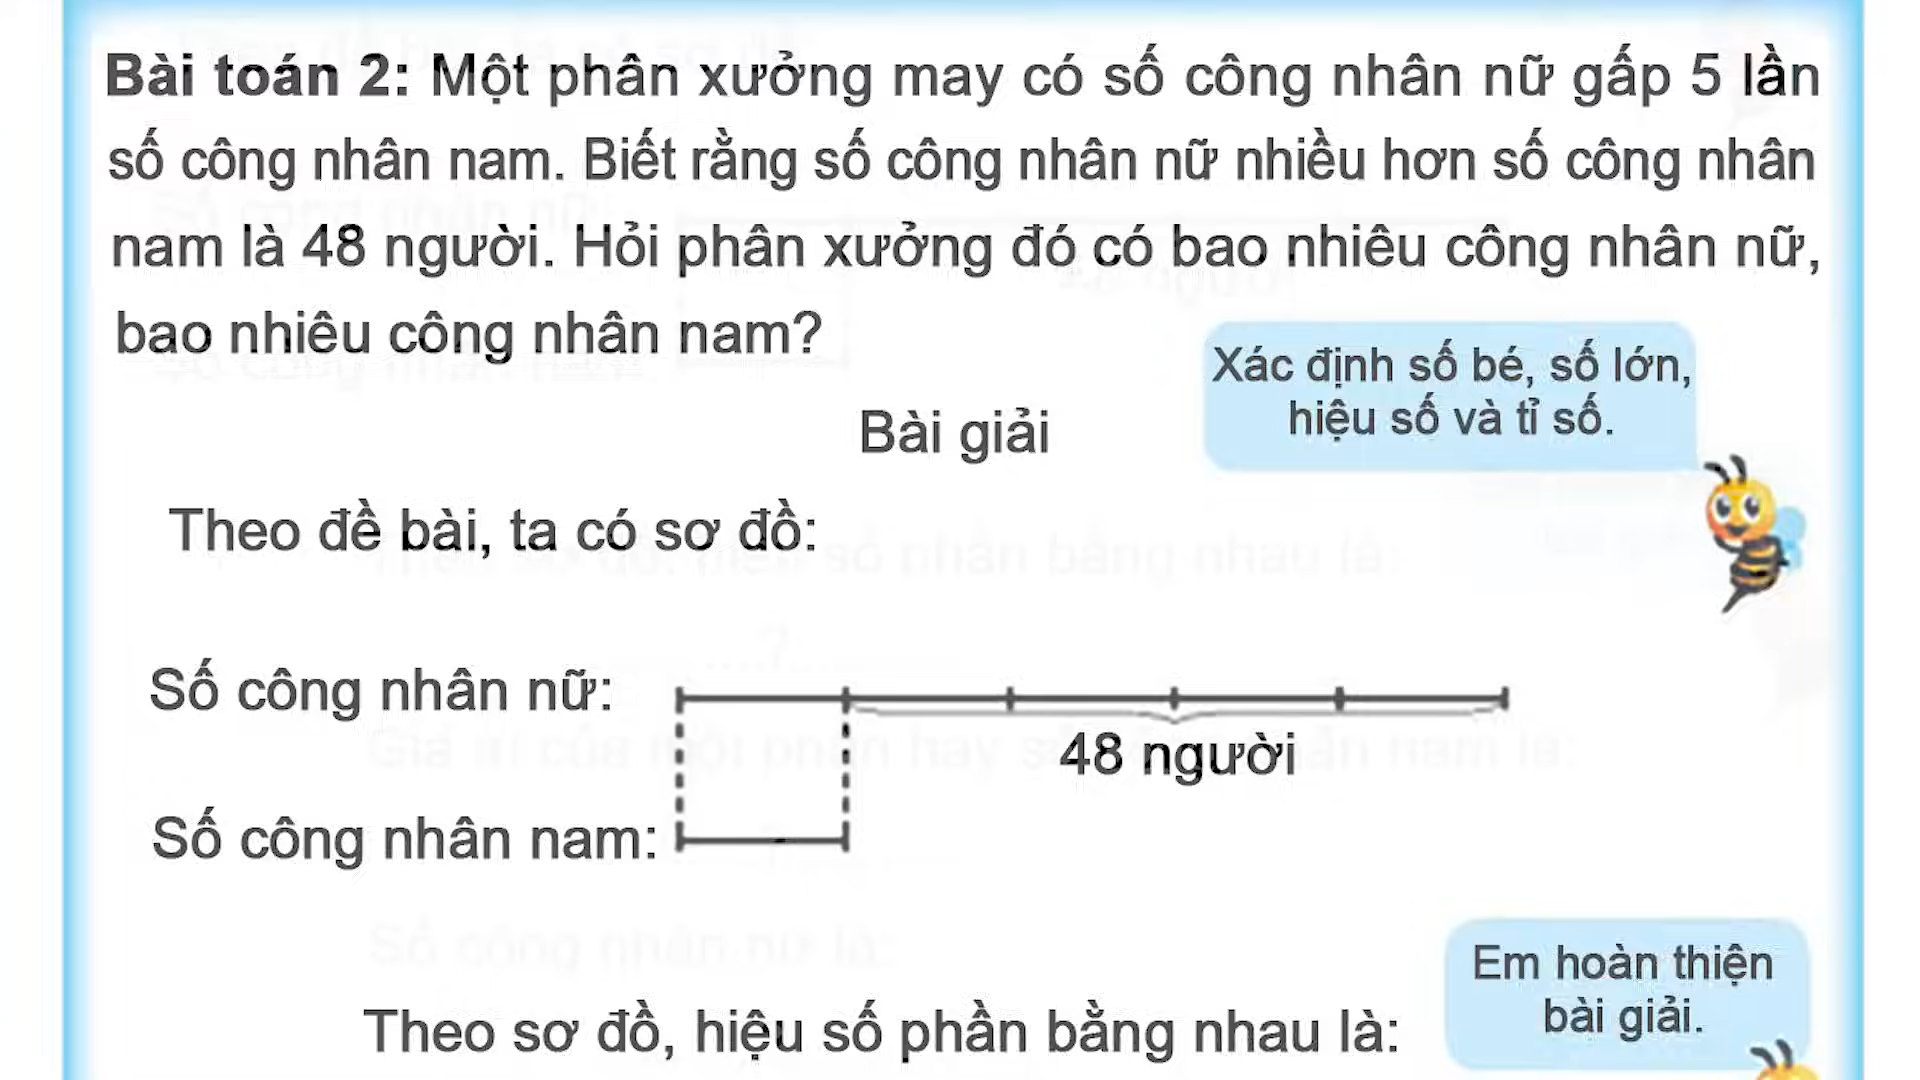 Bài toán 2: Một phân xưởng may có số công nhân nữ gấp 5 lần
số công nhân nam. Biết rằng số công nhân nữ nhiều hơn số công nhân
nam là 48 người. Hỏi phân xưởng đó có bao nhiêu công nhân nữ,
bao nhiêu công nhân nam?
Xác định số bé, số lớn,
hiệu số và tỉ số.
Bài giải
Theo đề bài, ta có sơ đồ:
Số công nhân nữ:
48 người
Số công nhân nam:
Em hoàn thiện
bài giải.
Theo sơ đồ, hiệu số phần bằng nhau là: